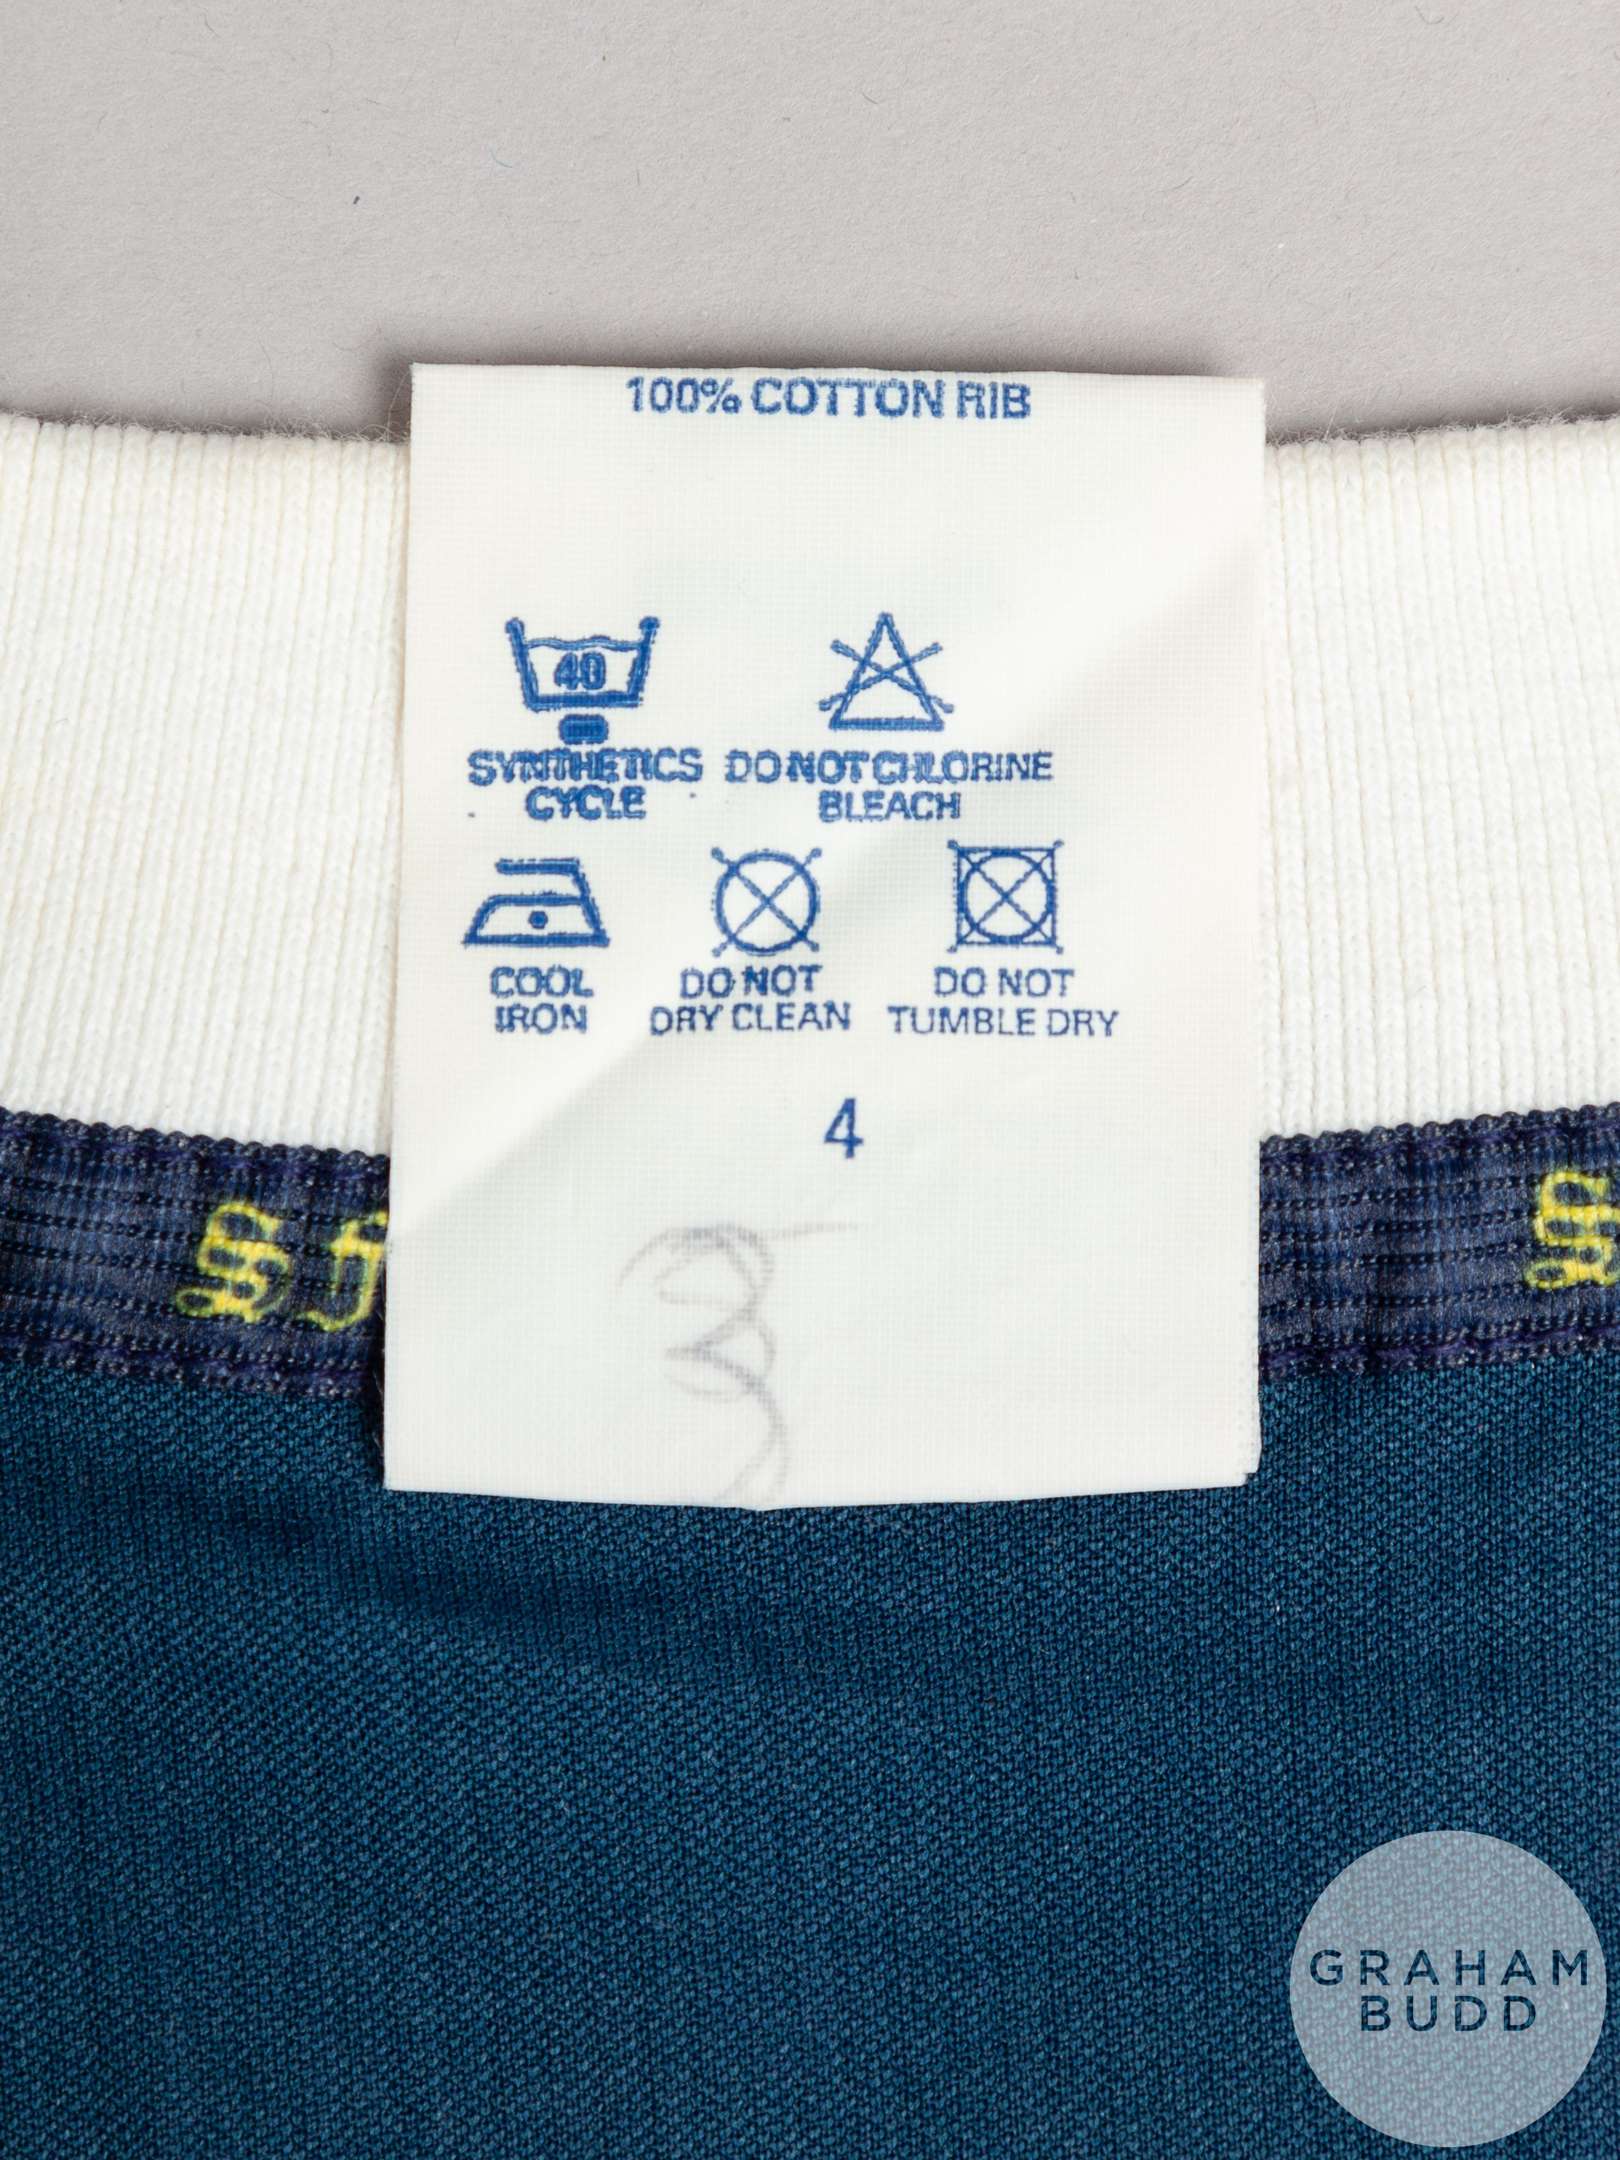 100% COTTON RIB
40
SYNTHETICS
CYCLE
DO NOT CHLORINE
BLEACH
COOL
IRON
DO NOT
DRY CLEAN
DO NOT
TUMBLE DRY
4
GRAHAM
BUDD